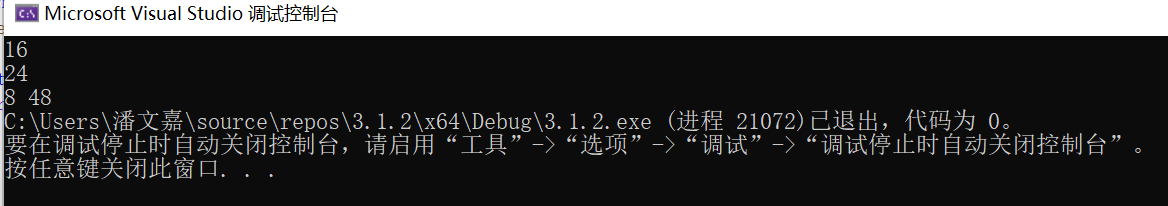 Microsoft Visual Studio 调试控制台
16
24
8 48
C:\Users\潘文嘉\source\repos\3.1.2\x64\Debug\3.1.2.exe (进程 21072)已退出，代码为 0。
要在调试停止时自动关闭控制台，请启用“工具”->“选项”->“调试”->“调试停止时自动关闭控制台”。
按任意键关闭此窗口. . .